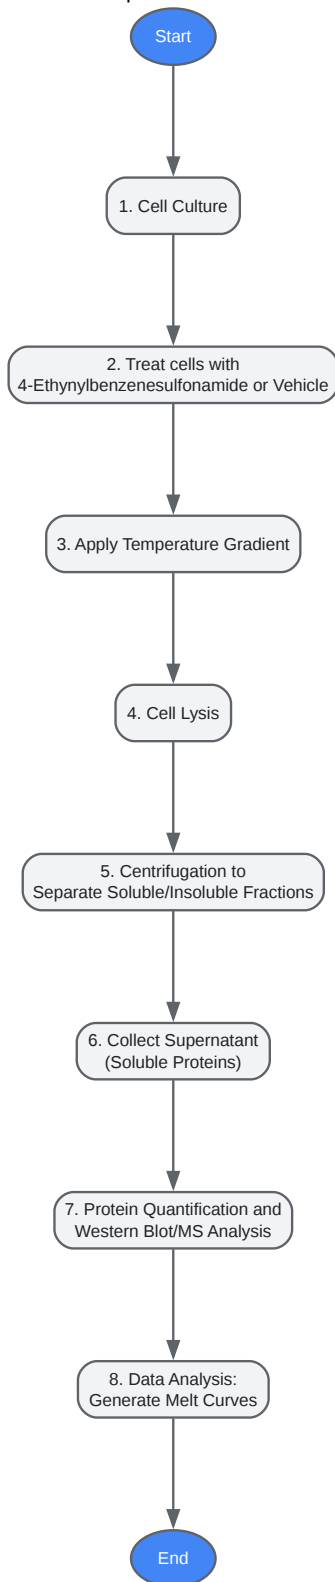 Start
1. Cell Culture
2. Treat cells with
4-Ethynylbenzenesulfonamide or Vehicle
3. Apply Temperature Gradient
4. Cell Lysis
5. Centrifugation to
Separate Soluble/Insoluble Fractions
6. Collect Supernatant
(Soluble Proteins)
7. Protein Quantification and
Western Blot/MS Analysis
8. Data Analysis:
Generate Melt Curves
End